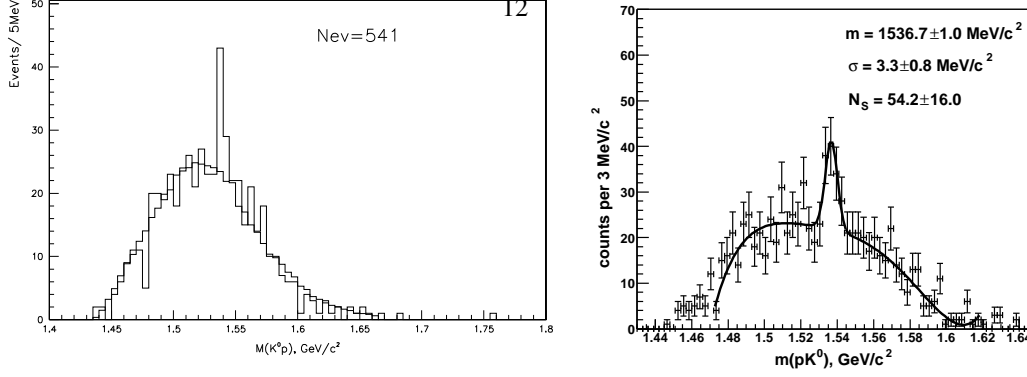 12
Events/ 5MeV
50
40
30
20
10
0
Nev=541
1.4 1.45 1.5 1.55 1.6 1.65 1.7 1.75 1.8
M(K⁰p), GeV/c²
counts per 3 MeV/c ²
70
60
50
40
30
20
10
0
m = 1536.7±1.0 MeV/c ²
σ = 3.3±0.8 MeV/c ²
N_S = 54.2±16.0
1.44 1.46 1.48 1.5 1.52 1.54 1.56 1.58 1.6 1.62 1.64
m(pK⁰), GeV/c²